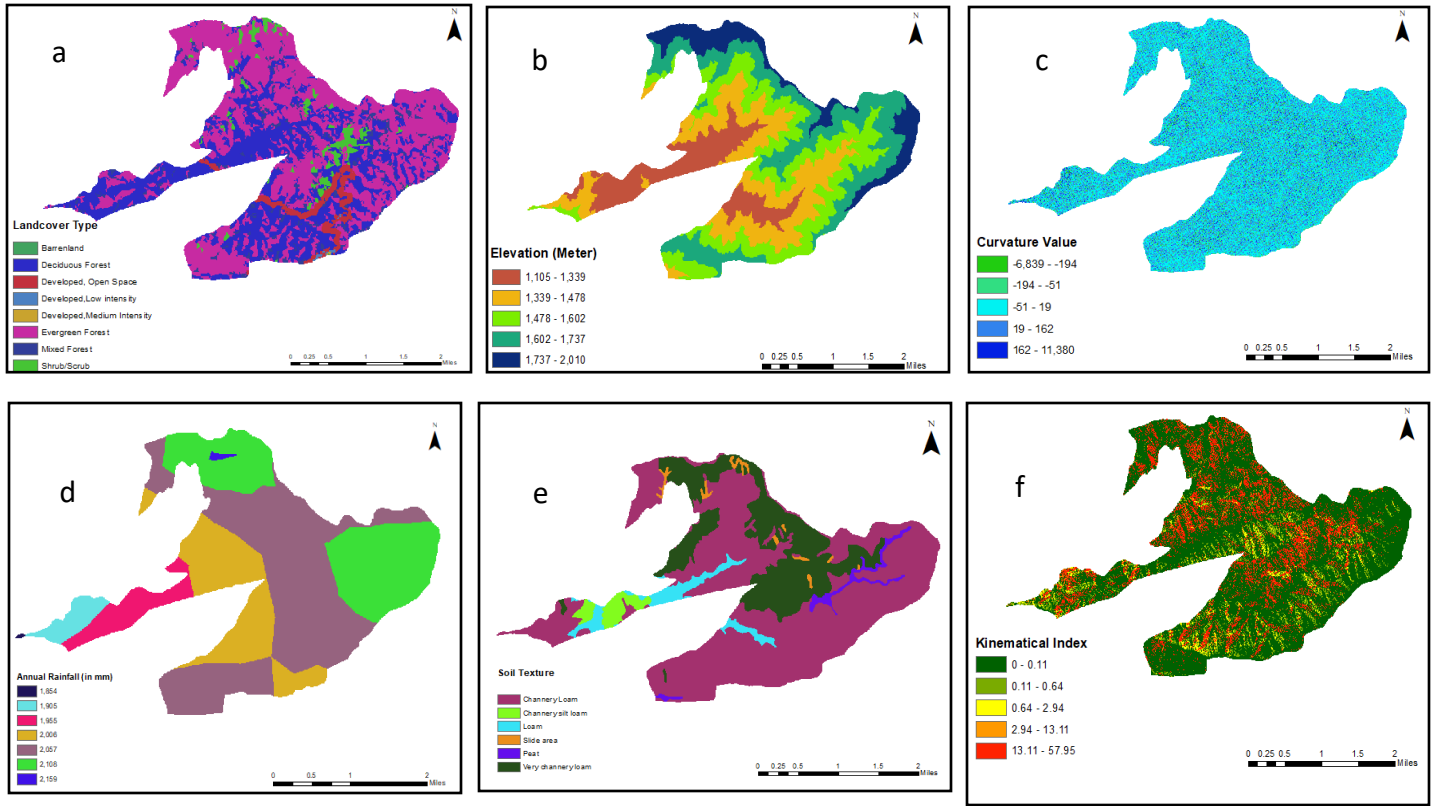 N
a
Landcover Type
Barrenland
Deciduous Forest
Developed, Open Space
Developed,Low intensity
Developed,Medium Intensity
Evergreen Forest
Mixed Forest
Shrub/Scrub
0 0.25 0.5 1 1.5 2
Miles
N
b
Elevation (Meter)
1,105 - 1,339
1,339 - 1,478
1,478 - 1,602
1,602 - 1,737
1,737 - 2,010
0 0.25 0.5 1 1.5 2
Miles
N
c
Curvature Value
-6,839 - -194
-194 - -51
-51 - 19
19 - 162
162 - 11,380
0 0.25 0.5 1 1.5 2
Miles
N
d
Annual Rainfall (in mm)
1,854
1,905
1,955
2,006
2,057
2,108
2,159
0 0.5 1 2
Miles
N
e
Soil Texture
Channery Loam
Channery silt loam
Loam
Slide area
Peat
Very channery loam
0 0.25 0.5 1 1.5 2
Miles
N
f
Kinematical Index
0 - 0.11
0.11 - 0.64
0.64 - 2.94
2.94 - 13.11
13.11 - 57.95
0 0.25 0.5 1 1.5 2
Miles